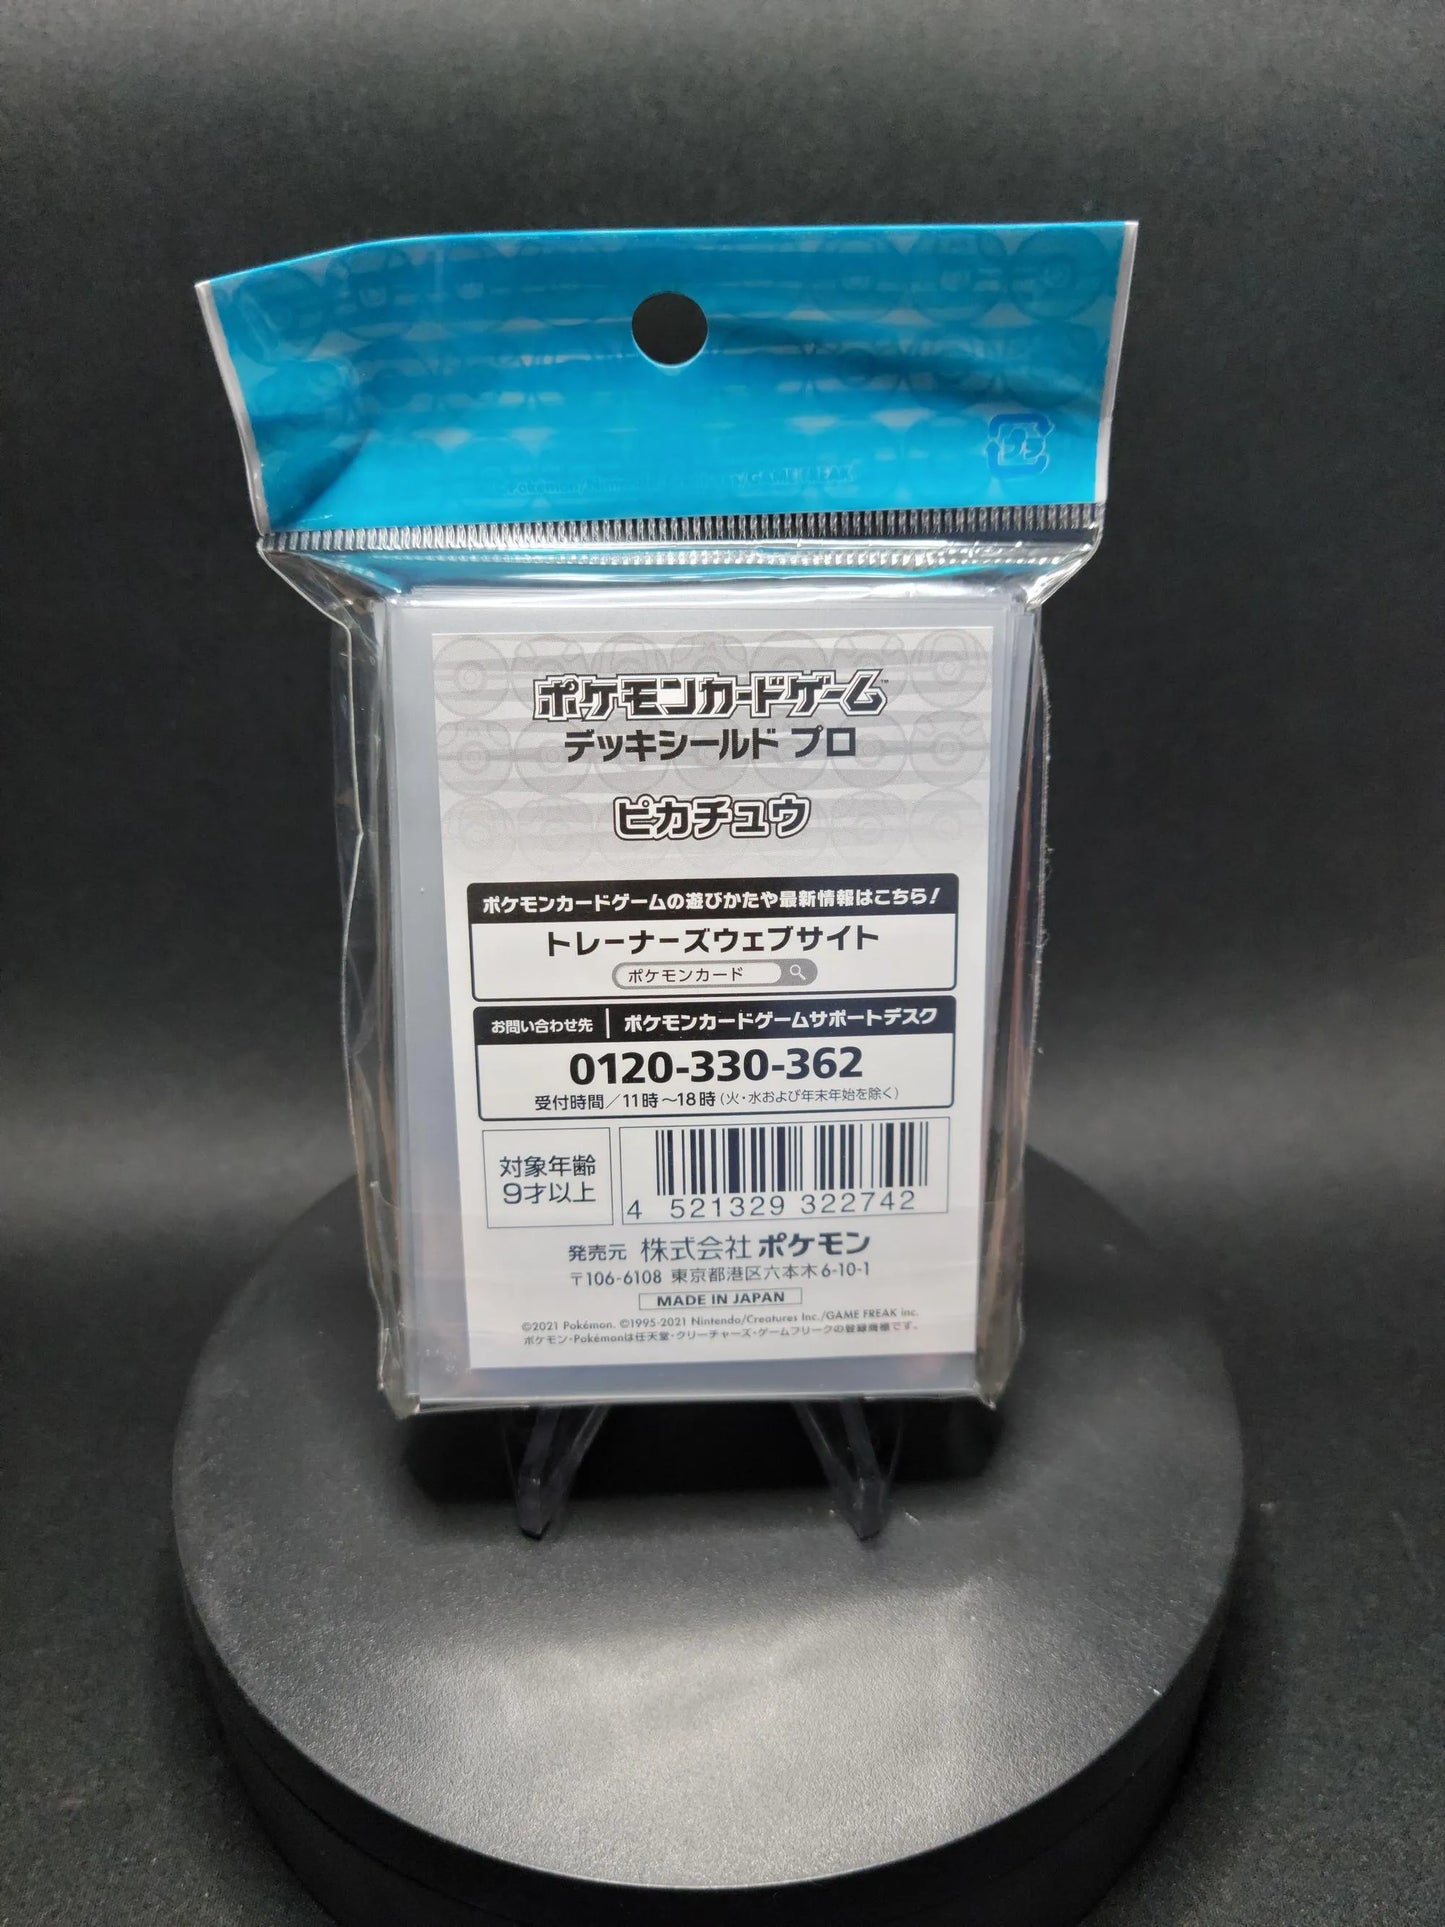 プラ
ポケモンカードゲーム™
デッキシールド プロ
ピカチュウ
ポケモンカードゲームの遊びかたや最新情報はこちら!
トレーナーズウェブサイト
ポケモンカード
お問い合わせ先 ポケモンカードゲームサポートデスク
0120-330-362
受付時間/11時〜18時(火・水および年末年始を除く)
対象年齢
9才以上
4 521329 322742
発売元 株式会社ポケモン
〒106-6108 東京都港区六本木6-10-1
MADE IN JAPAN
©2021 Pokémon. ©1995-2021 Nintendo/Creatures Inc./GAME FREAK inc.
ポケモン・Pokémonは任天堂・クリーチャーズ・ゲームフリークの登録商標です。